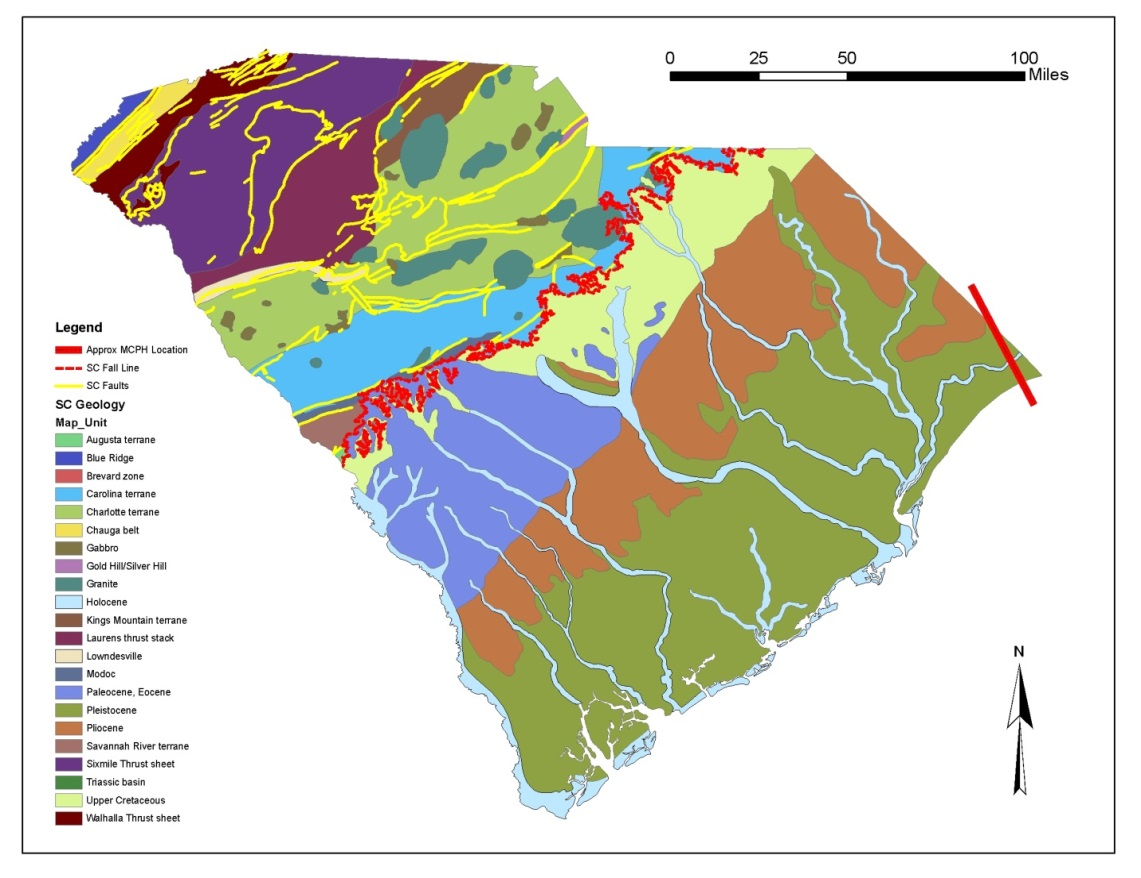 0 25 50 100
Miles
Legend
Approx MCPH Location
SC Fall Line
SC Faults
SC Geology
Map_Unit
Augusta terrane
Blue Ridge
Brevard zone
Carolina terrane
Charlotte terrane
Chauga belt
Gabbro
Gold Hill/Silver Hill
Granite
Holocene
Kings Mountain terrane
Laurens thrust stack
Lowndesville
Modoc
Paleocene, Eocene
Pleistocene
Pliocene
Savannah River terrane
Sixmile Thrust sheet
Triassic basin
Upper Cretaceous
Walhalla Thrust sheet
N